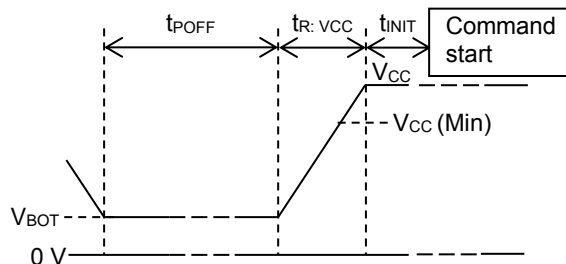 tPOFF tR: VCC tINIT Command
start
VCC
VCC (Min)
VBOT
0 V